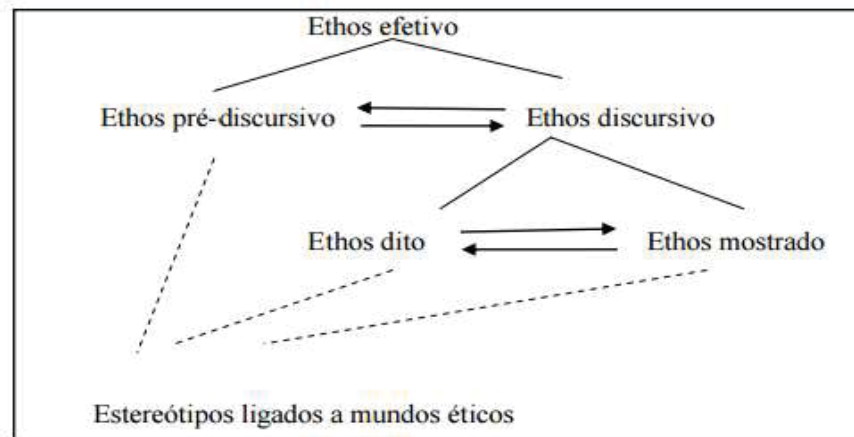 Ethos efetivo
Ethos pré-discursivo
Ethos discursivo
Ethos dito
Ethos mostrado
Estereótipos ligados a mundos éticos